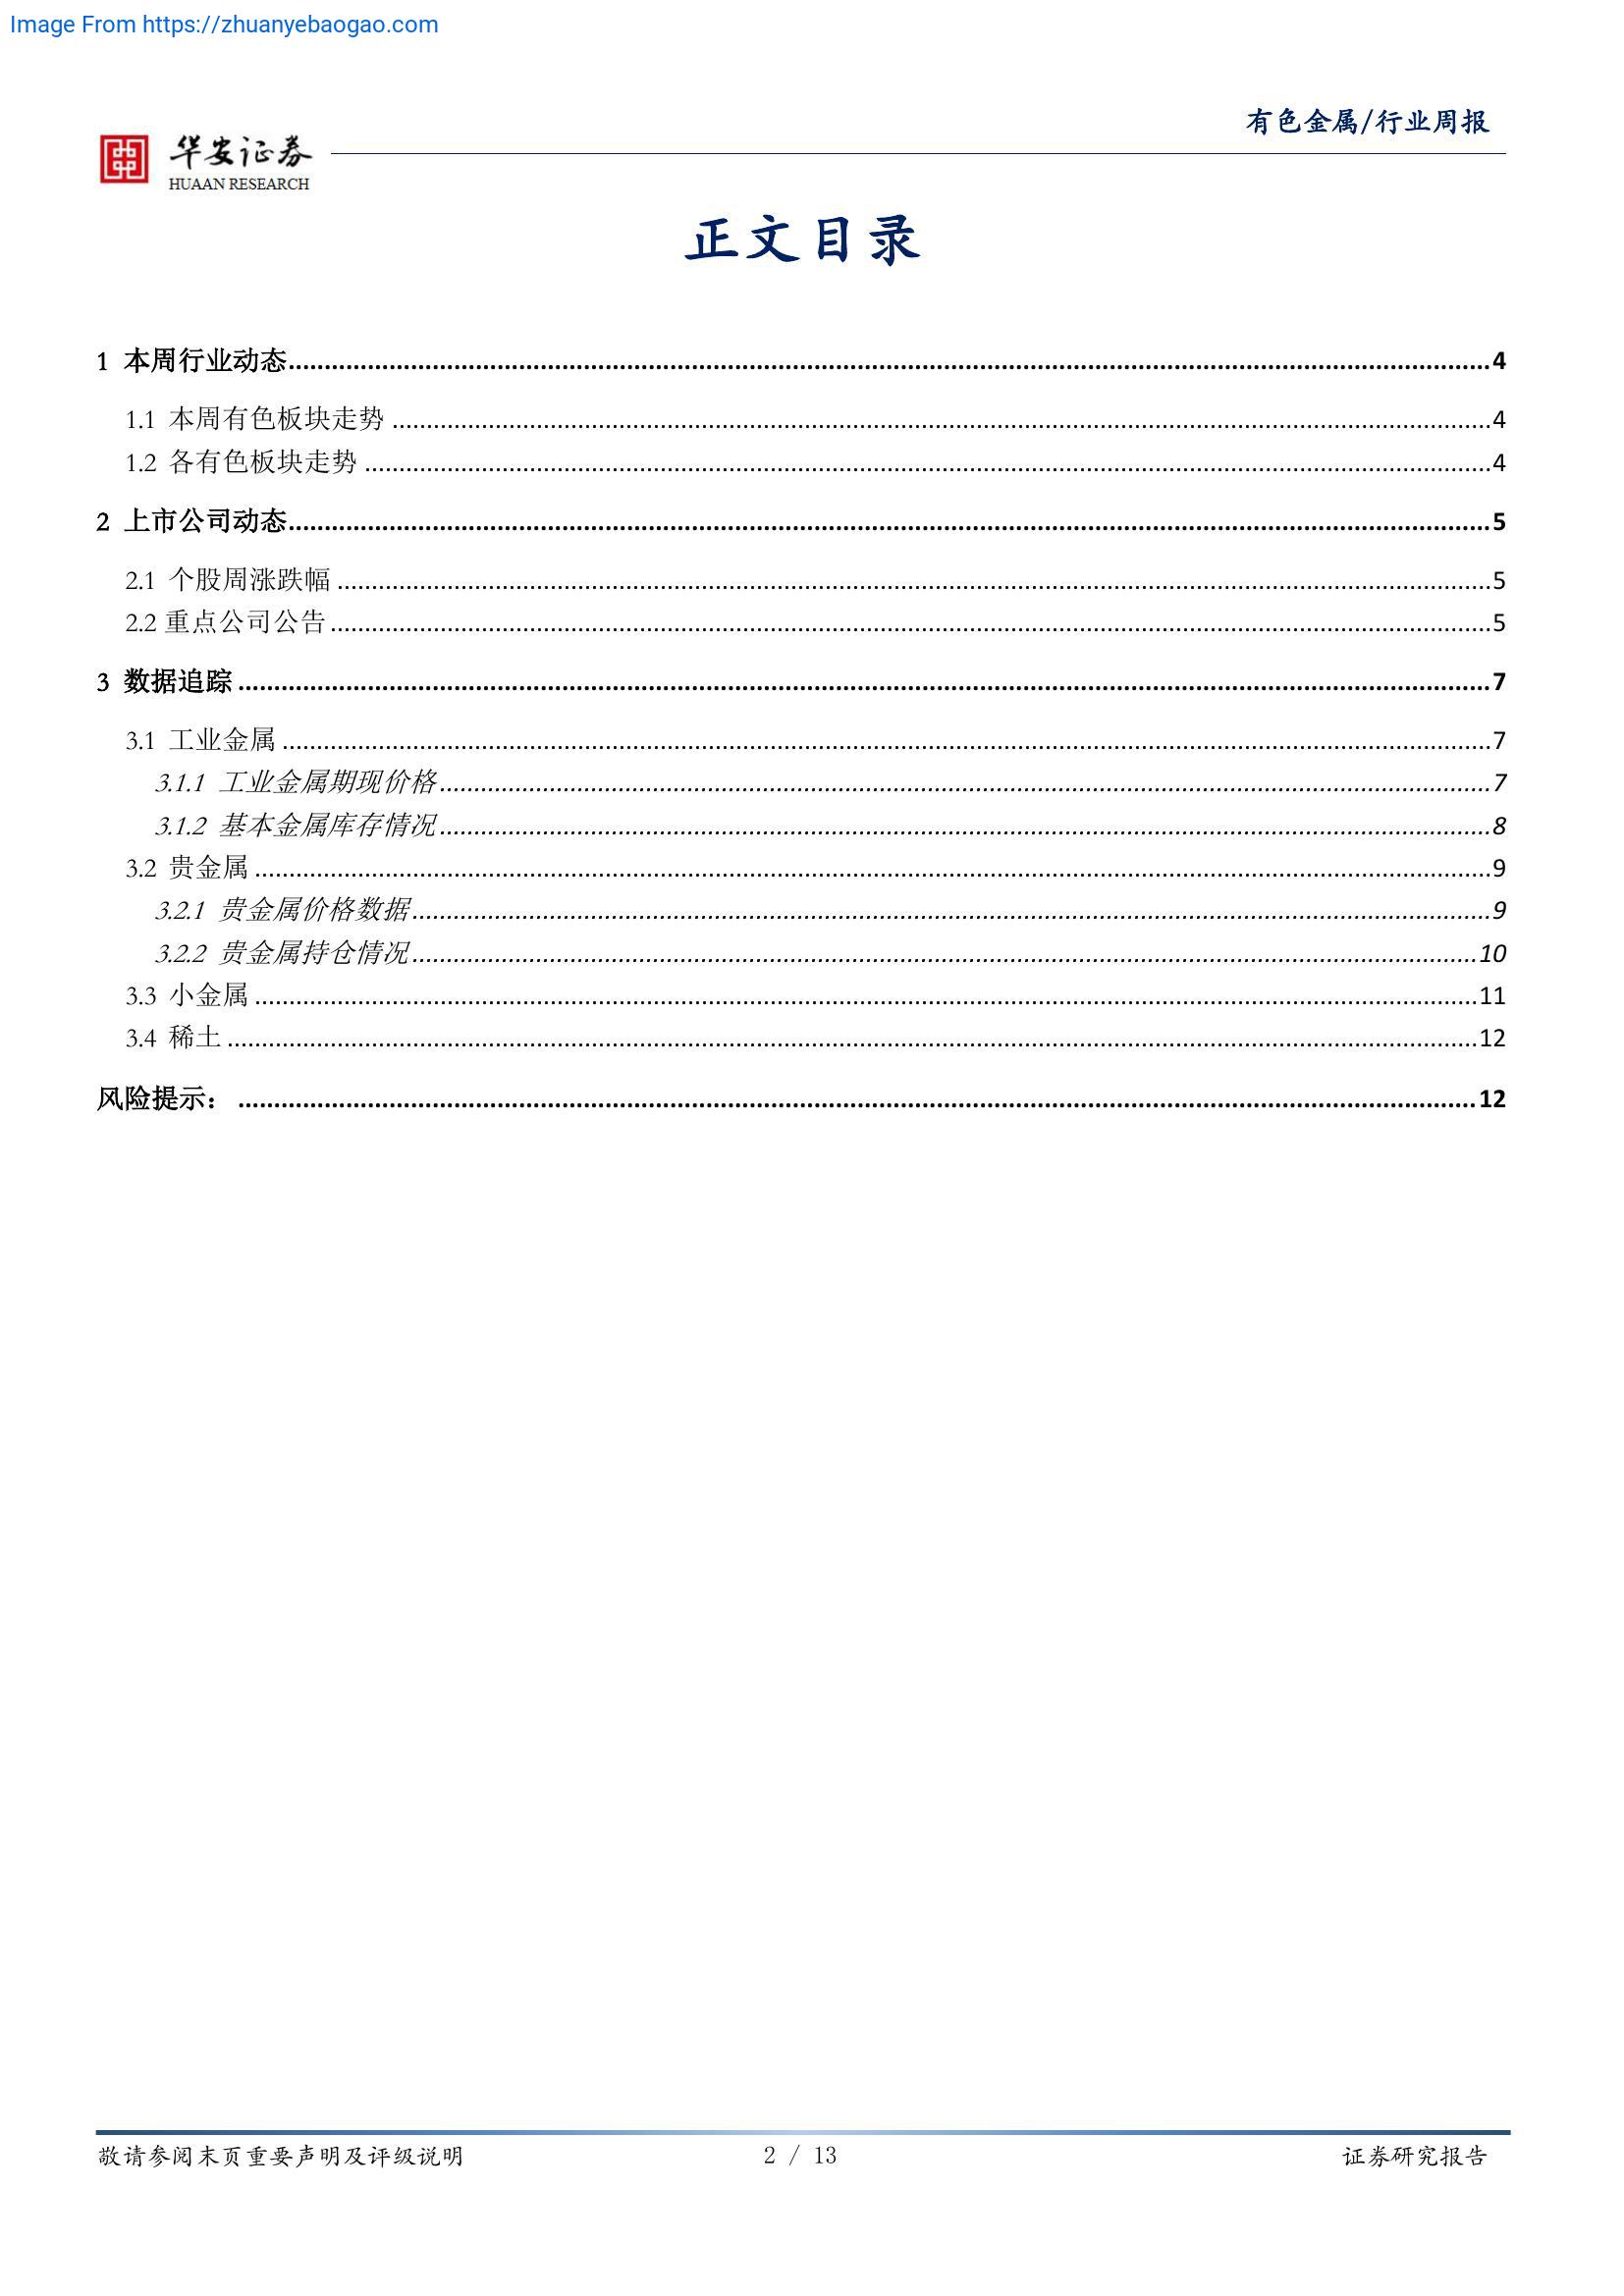 Image From https://zhuanyebaogao.com
有色金属/行业周报
华安证券
HUAAN RESEARCH
正文目录
1 本周行业动态 4
1.1 本周有色板块走势 4
1.2 各有色板块走势 4
2 上市公司动态 5
2.1 个股周涨跌幅 5
2.2重点公司公告 5
3 数据追踪 7
3.1 工业金属 7
3.1.1 工业金属期现价格 7
3.1.2 基本金属库存情况 8
3.2 贵金属 9
3.2.1 贵金属价格数据 9
3.2.2 贵金属持仓情况 10
3.3 小金属 11
3.4 稀土 12
风险提示： 12
敬请参阅末页重要声明及评级说明 2 / 13 证券研究报告